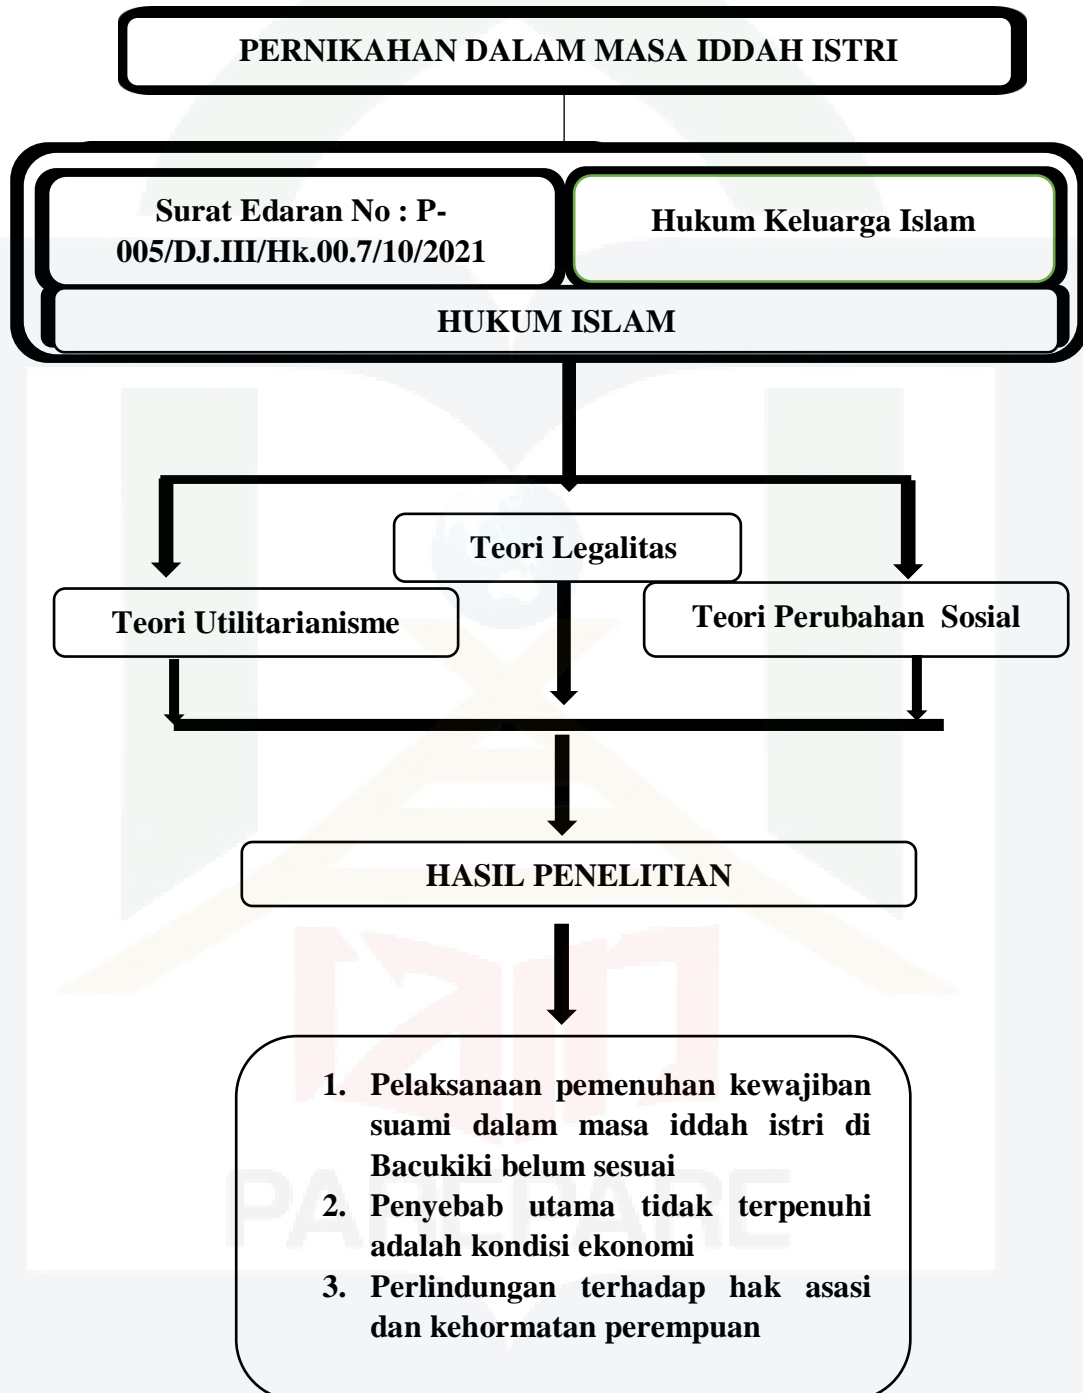 PERNIKAHAN DALAM MASA IDDAH ISTRI
Surat Edaran No : P-
005/DJ.III/Hk.00.7/10/2021
Hukum Keluarga Islam
HUKUM ISLAM
Teori Legalitas
Teori Utilitarianisme
Teori Perubahan Sosial
HASIL PENELITIAN
1. Pelaksanaan pemenuhan kewajiban
suami dalam masa iddah istri di
Bacukiki belum sesuai
2. Penyebab utama tidak terpenuhi
adalah kondisi ekonomi
3. Perlindungan terhadap hak asasi
dan kehormatan perempuan
PAREPARE